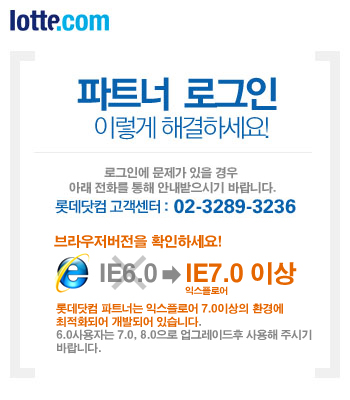 lotte.com
파트너 로그인
이렇게 해결하세요!
로그인에 문제가 있을 경우
아래 전화를 통해 안내받으시기 바랍니다.
롯데닷컴 고객센터 : 02-3289-3236
브라우저버전을 확인하세요!
IE6.0 ➡ IE7.0 이상
익스플로어
롯데닷컴 파트너는 익스플로어 7.0이상의 환경에
최적화되어 개발되어 있습니다.
6.0사용자는 7.0, 8.0으로 업그레이드후 사용해 주시기
바랍니다.